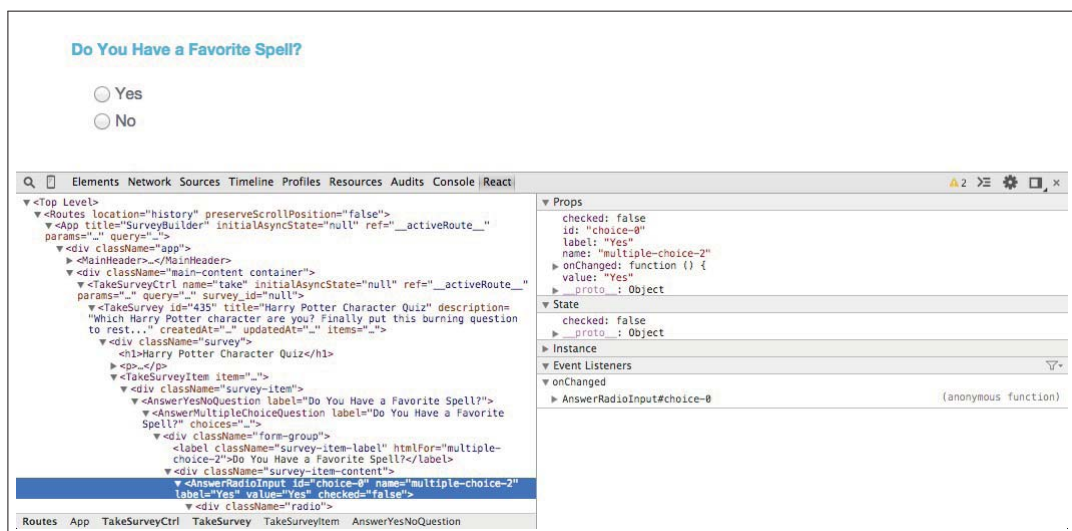 Do You Have a Favorite Spell?
Yes
No
Elements Network Sources Timeline Profiles Resources Audits Console React
2
▼<Top Level>
▼<Routes location="history" preserveScrollPosition="false">
▼<App title="SurveyBuilder" initialAsyncState="null" ref="__activeRoute__"
params="…" query="…">
▼<div className="app">
▶<MainHeader>…</MainHeader>
▼<div className="main-content container">
▼<TakeSurveyCtrl name="take" initialAsyncState="null" ref="__activeRoute__"
params="…" query="…" survey_id="null">
▼<TakeSurvey id="435" title="Harry Potter Character Quiz" description=
"Which Harry Potter character are you? Finally put this burning question
to rest..." createdAt="…" updatedAt="…" items="…">
▼<div className="survey">
<h1>Harry Potter Character Quiz</h1>
▶<p>…</p>
▼<TakeSurveyItem item="…">
▼<div className="survey-item">
▼<AnswerYesNoQuestion label="Do You Have a Favorite Spell?">
▼<AnswerMultipleChoiceQuestion label="Do You Have a Favorite
Spell?" choices="…">
▼<div className="form-group">
<label className="survey-item-label" htmlFor="multiple-
choice-2">Do You Have a Favorite Spell?</label>
▼<div className="survey-item-content">
▼<AnswerRadioInput id="choice-0" name="multiple-choice-2"
label="Yes" value="Yes" checked="false">
▼<div className="radio">
Routes App TakeSurveyCtrl TakeSurvey TakeSurveyItem AnswerYesNoQuestion
▼ Props
checked: false
id: "choice-0"
label: "Yes"
name: "multiple-choice-2"
▶ onChanged: function () {
value: "Yes"
▶ __proto__: Object
▼ State
checked: false
▶ __proto__: Object
▶ Instance
▼ Event Listeners
▼ onChanged
▶ AnswerRadioInput#choice-0 (anonymous function)